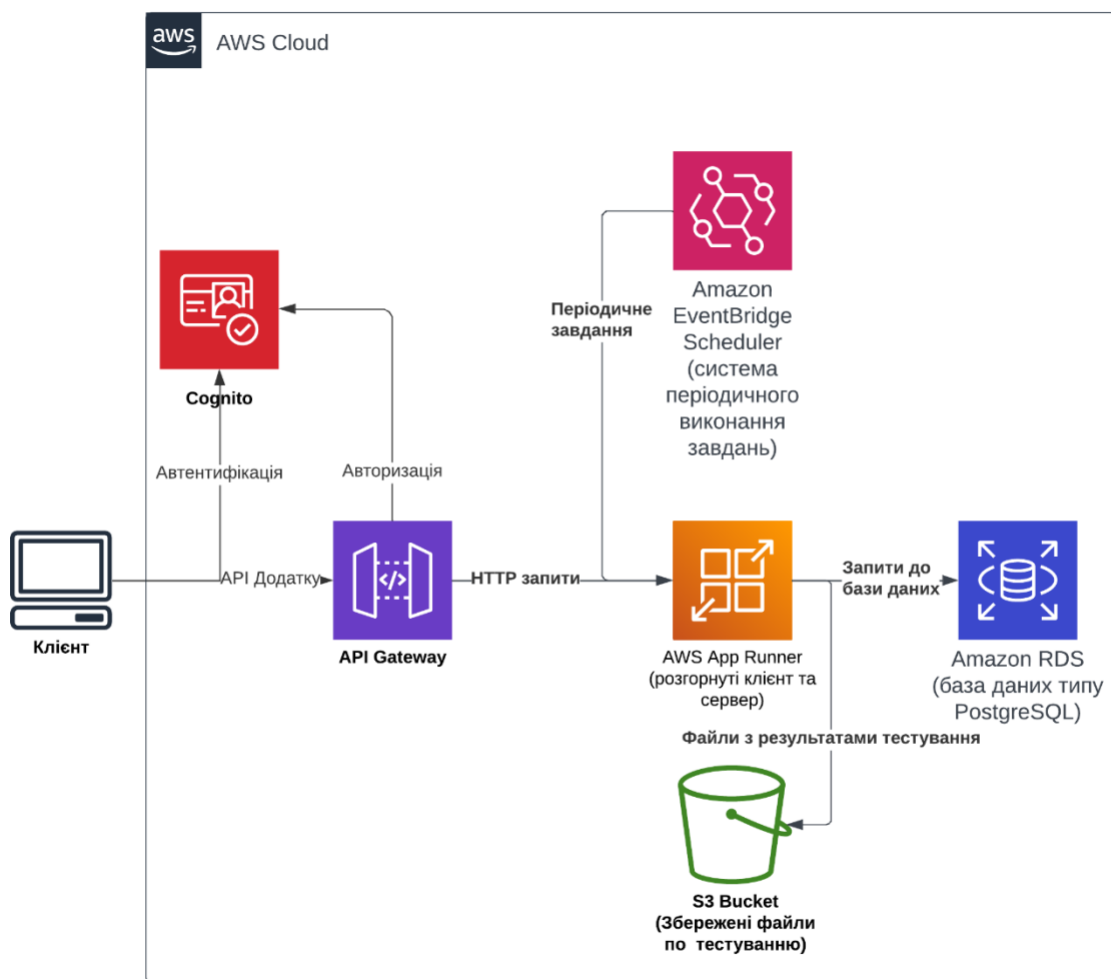 aws
AWS Cloud
Amazon
EventBridge
Scheduler
(система
періодичного
виконання
завдань)
Періодичне
завдання
Cognito
Автентифікація
Авторизація
Клієнт
API Додатку
</>
API Gateway
HTTP запити
AWS App Runner
(розгорнуті клієнт та
сервер)
Запити до
бази даних
Amazon RDS
(база даних типу
PostgreSQL)
Файли з результатами тестування
S3 Bucket
(Збережені файли
по тестуванню)